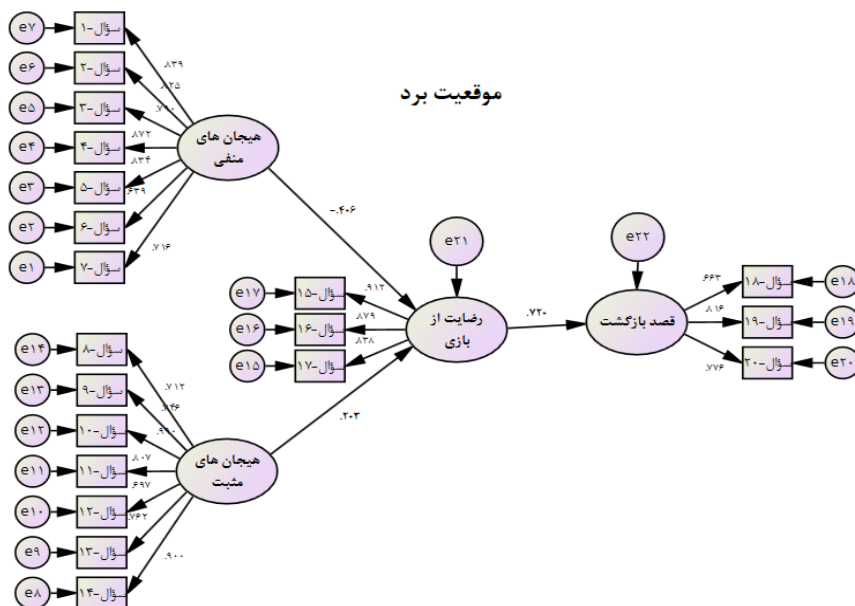 موقعیت برد
e۷
سؤال-۱
e۶
سؤال-۲
e۵
سؤال-۳
e۴
سؤال-۴
e۳
سؤال-۵
e۲
سؤال-۶
e۱
سؤال-۷
.۸۳۹
.۸۲۵
.۸۷۲
.۸۳۴
.۶۳۹
.۷۱۶
هیجان های
منفی
-.۴۰۶
e۱۴
سؤال-۸
e۱۳
سؤال-۹
e۱۲
سؤال-۱۰
e۱۱
سؤال-۱۱
e۱۰
سؤال-۱۲
e۹
سؤال-۱۳
e۸
سؤال-۱۴
.۷۱۲
.۸۰۷
.۶۹۷
.۷۶۲
.۹۰۰
هیجان های
مثبت
.۲۰۳
e۱۷
سؤال-۱۵
e۱۶
سؤال-۱۶
e۱۵
سؤال-۱۷
.۹۱۲
.۸۷۹
.۸۳۸
e۲۱
رضایت از
بازی
.۷۲۰
e۲۲
قصد بازگشت
.۶۶۳
.۸۱۶
.۷۷۶
سؤال-۱۸
e۱۸
سؤال-۱۹
e۱۹
سؤال-۲۰
e۲۰